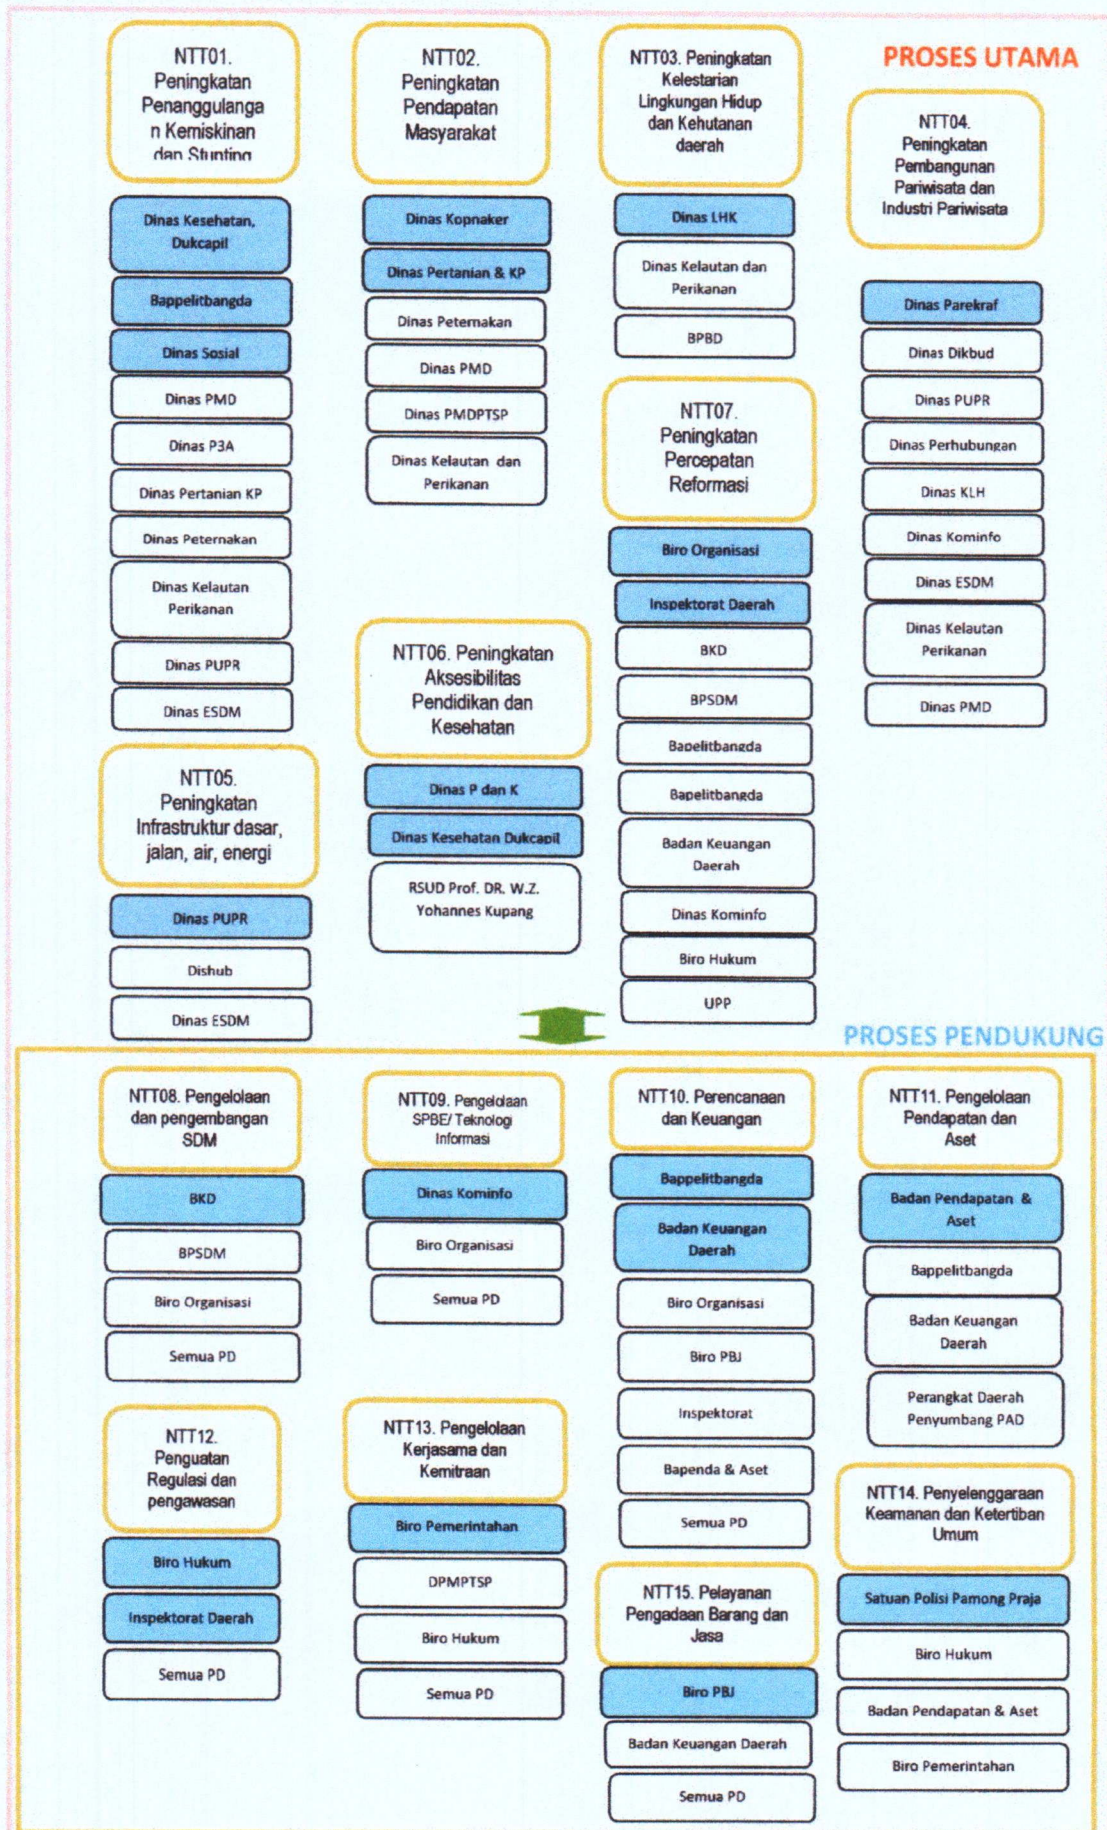 PROSES UTAMA
NTT01.
Peningkatan
Penanggulanga
n Kemiskinan
dan Stunting
Dinas Kesehatan,
Dukcapil
Bappelitbangda
Dinas Sosial
Dinas PMD
Dinas P3A
Dinas Pertanian KP
Dinas Peternakan
Dinas Kelautan
Perikanan
Dinas PUPR
Dinas ESDM
NTT02.
Peningkatan
Pendapatan
Masyarakat
Dinas Kopnaker
Dinas Pertanian & KP
Dinas Peternakan
Dinas PMD
Dinas PMDPTSP
Dinas Kelautan dan
Perikanan
NTT03. Peningkatan
Kelestarian
Lingkungan Hidup
dan Kehutanan
daerah
Dinas LHK
Dinas Kelautan dan
Perikanan
BPBD
NTT04.
Peningkatan
Pembangunan
Pariwisata dan
Industri Pariwisata
Dinas Parekraf
Dinas Dikbud
Dinas PUPR
Dinas Perhubungan
Dinas KLH
Dinas Kominfo
Dinas ESDM
Dinas Kelautan
Perikanan
Dinas PMD
NTT05.
Peningkatan
Infrastruktur dasar,
jalan, air, energi
Dinas PUPR
Dishub
Dinas ESDM
NTT06. Peningkatan
Aksesibilitas
Pendidikan dan
Kesehatan
Dinas P dan K
Dinas Kesehatan Dukcapil
RSUD Prof. DR. W.Z.
Yohannes Kupang
NTT07.
Peningkatan
Percepatan
Reformasi
Biro Organisasi
Inspektorat Daerah
BKD
BPSDM
Bapelitbangda
Bapelitbangda
Badan Keuangan
Daerah
Dinas Kominfo
Biro Hukum
UPP
PROSES PENDUKUNG
NTT08. Pengelolaan
dan pengembangan
SDM
BKD
BPSDM
Biro Organisasi
Semua PD
NTT09. Pengelolaan
SPBE/ Teknologi
Informasi
Dinas Kominfo
Biro Organisasi
Semua PD
NTT10. Perencanaan
dan Keuangan
Bappelitbangda
Badan Keuangan
Daerah
Biro Organisasi
Biro PBJ
Inspektorat
Bapenda & Aset
Semua PD
NTT11. Pengelolaan
Pendapatan dan
Aset
Badan Pendapatan &
Aset
Bappelitbangda
Badan Keuangan
Daerah
Perangkat Daerah
Penyumbang PAD
NTT12.
Penguatan
Regulasi dan
pengawasan
Biro Hukum
Inspektorat Daerah
Semua PD
NTT13. Pengelolaan
Kerjasama dan
Kemitraan
Biro Pemerintahan
DPMPTSP
Biro Hukum
Semua PD
NTT14. Penyelenggaraan
Keamanan dan Ketertiban
Umum
Satuan Polisi Pamong Praja
Biro Hukum
Badan Pendapatan & Aset
Biro Pemerintahan
NTT15. Pelayanan
Pengadaan Barang dan
Jasa
Biro PBJ
Badan Keuangan Daerah
Semua PD